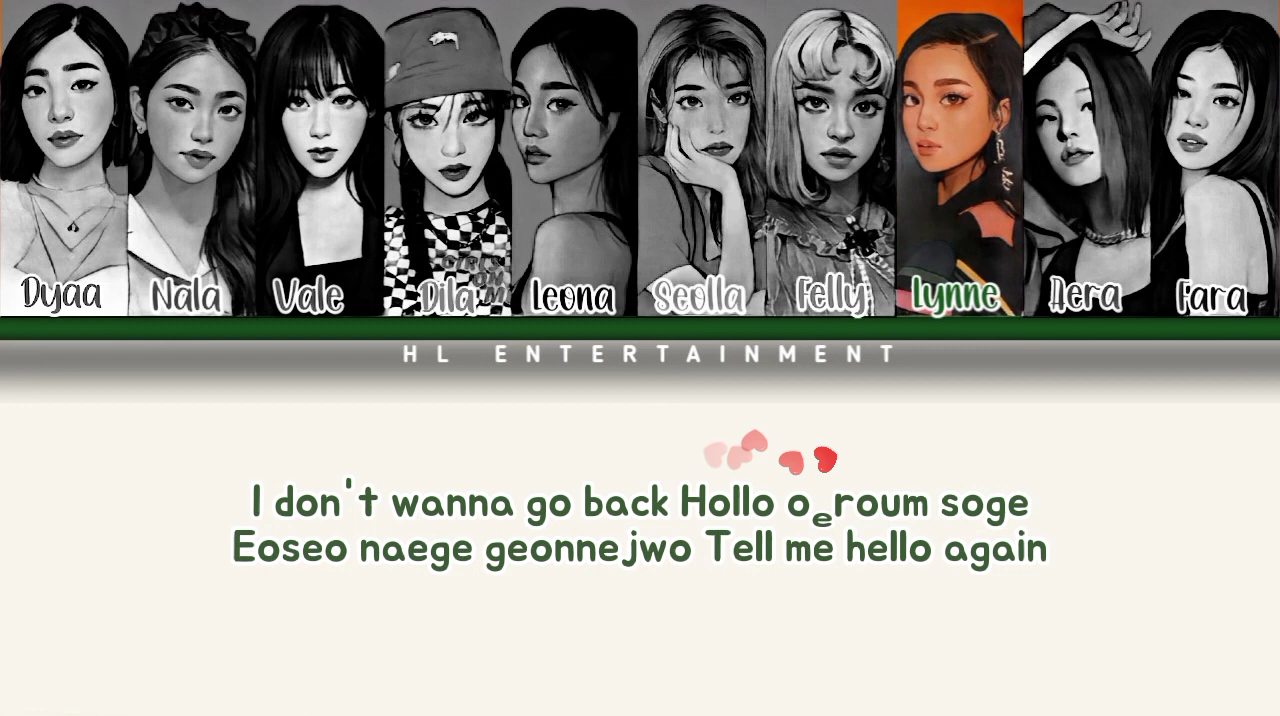 Dyaa Nala Vale Dila Leona Seolla Felly Lynne Aera Fara
HL ENTERTAINMENT
I don't wanna go back Hollo oeroum soge
Eoseo naege geonnejwo Tell me hello again